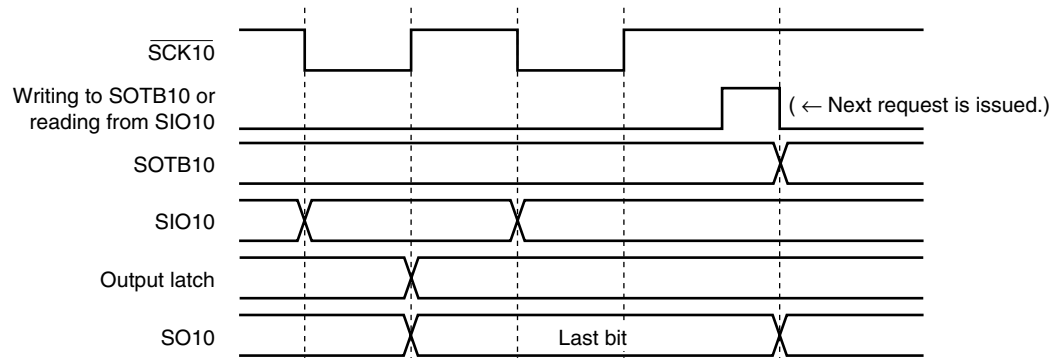 SCK10
Writing to SOTB10 or
reading from SIO10
( ← Next request is issued.)
SOTB10
SIO10
Output latch
SO10
Last bit